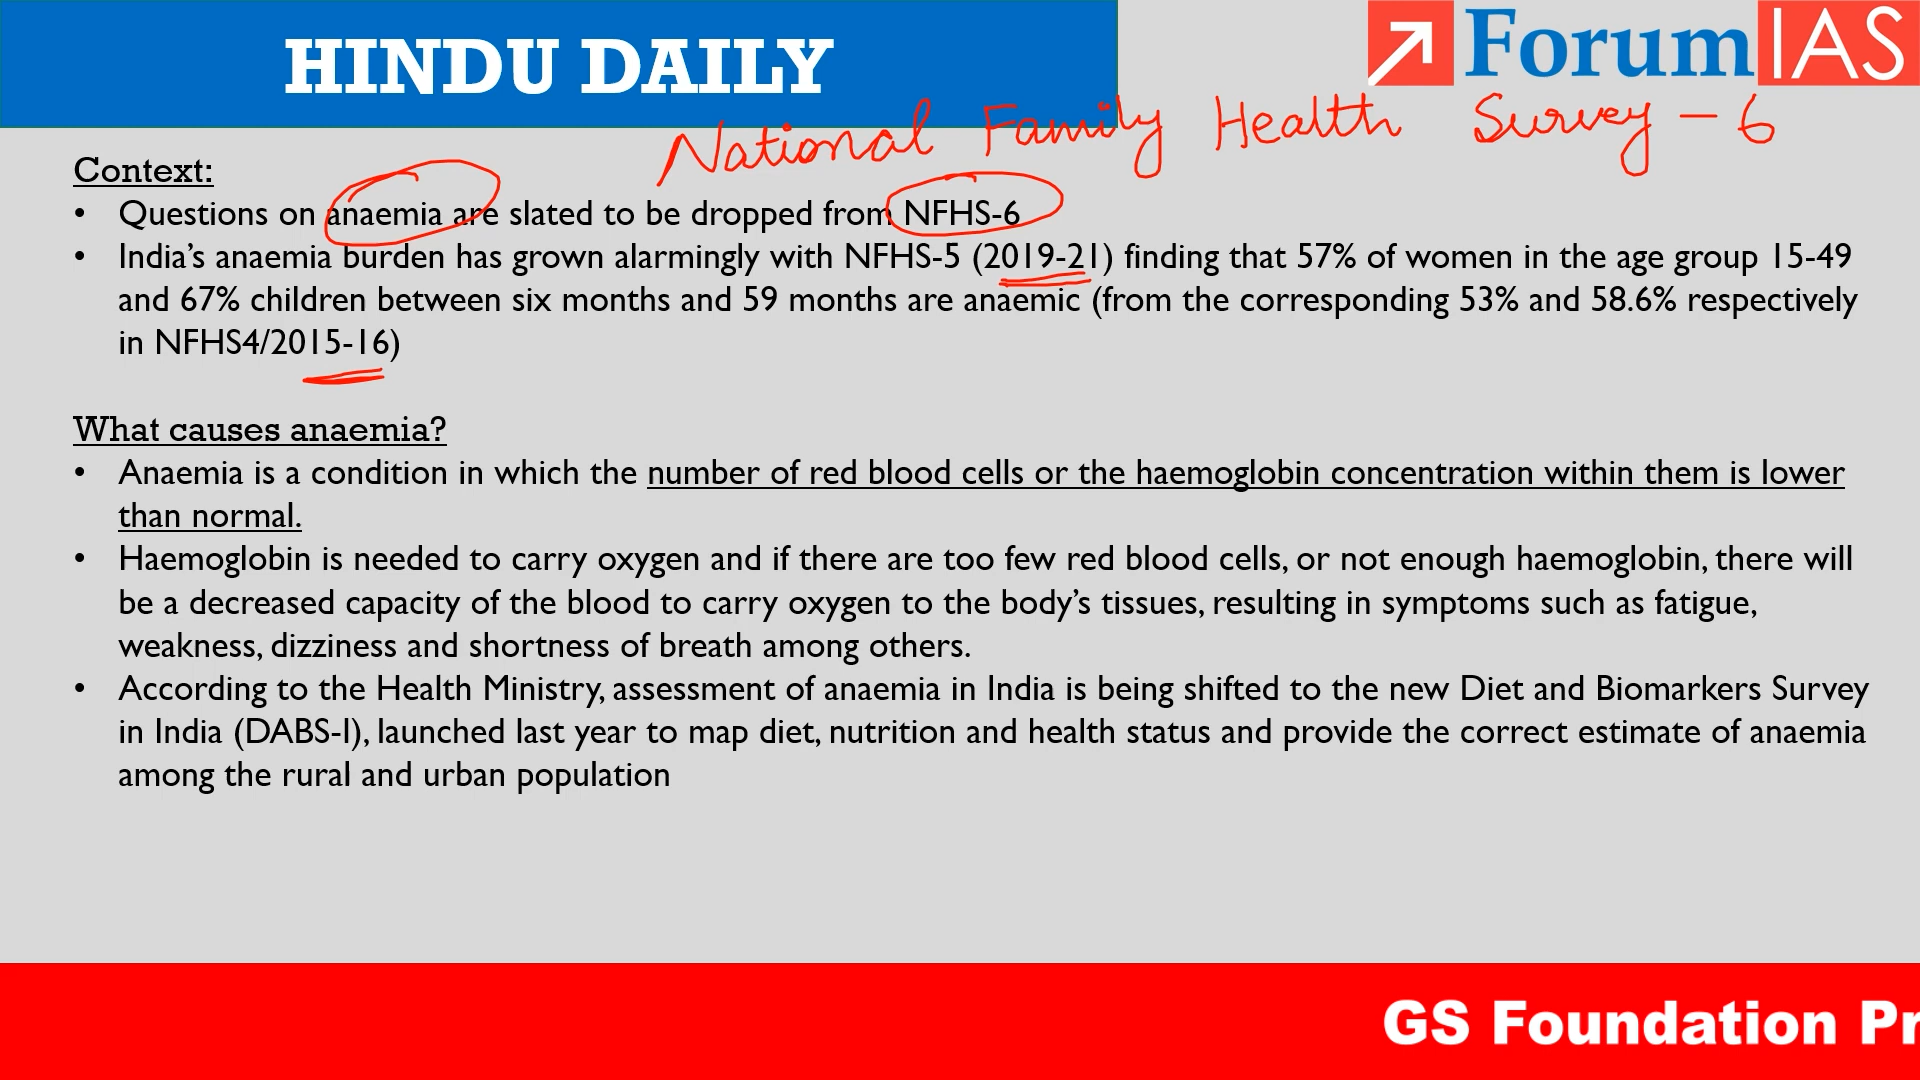 HINDU DAILY
Forum IAS
National Family Health Survey - 6
Context:
• Questions on anaemia are slated to be dropped from NFHS-6
• India’s anaemia burden has grown alarmingly with NFHS-5 (2019-21) finding that 57% of women in the age group 15-49
and 67% children between six months and 59 months are anaemic (from the corresponding 53% and 58.6% respectively
in NFHS4/2015-16)
What causes anaemia?
• Anaemia is a condition in which the number of red blood cells or the haemoglobin concentration within them is lower
than normal.
• Haemoglobin is needed to carry oxygen and if there are too few red blood cells, or not enough haemoglobin, there will
be a decreased capacity of the blood to carry oxygen to the body’s tissues, resulting in symptoms such as fatigue,
weakness, dizziness and shortness of breath among others.
• According to the Health Ministry, assessment of anaemia in India is being shifted to the new Diet and Biomarkers Survey
in India (DABS-I), launched last year to map diet, nutrition and health status and provide the correct estimate of anaemia
among the rural and urban population
GS Foundation Pr